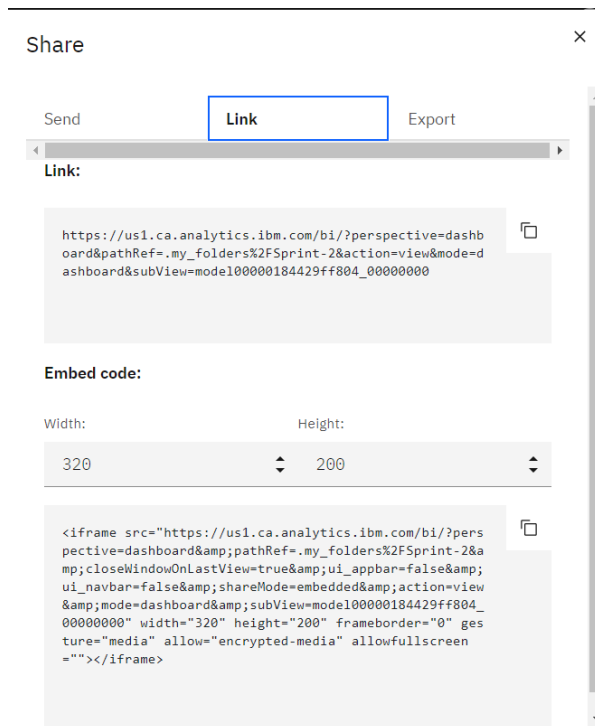 Share
Send Link Export
Link:
https://us1.ca.analytics.ibm.com/bi/?perspective=dashb
oard&pathRef=.my_folders%2FSprint-2&action=view&mode=d
ashboard&subView=model00000184429ff804_00000000
Embed code:
Width: Height:
320 200
<iframe src="https://us1.ca.analytics.ibm.com/bi/?pers
pective=dashboard&amp;pathRef=.my_folders%2FSprint-2&a
mp;closeWindowOnLastView=true&amp;ui_appbar=false&amp;
ui_navbar=false&amp;shareMode=embedded&amp;action=view
&amp;mode=dashboard&amp;subView=model00000184429ff804_
00000000" width="320" height="200" frameborder="0" ges
ture="media" allow="encrypted-media" allowfullscreen
=""></iframe>